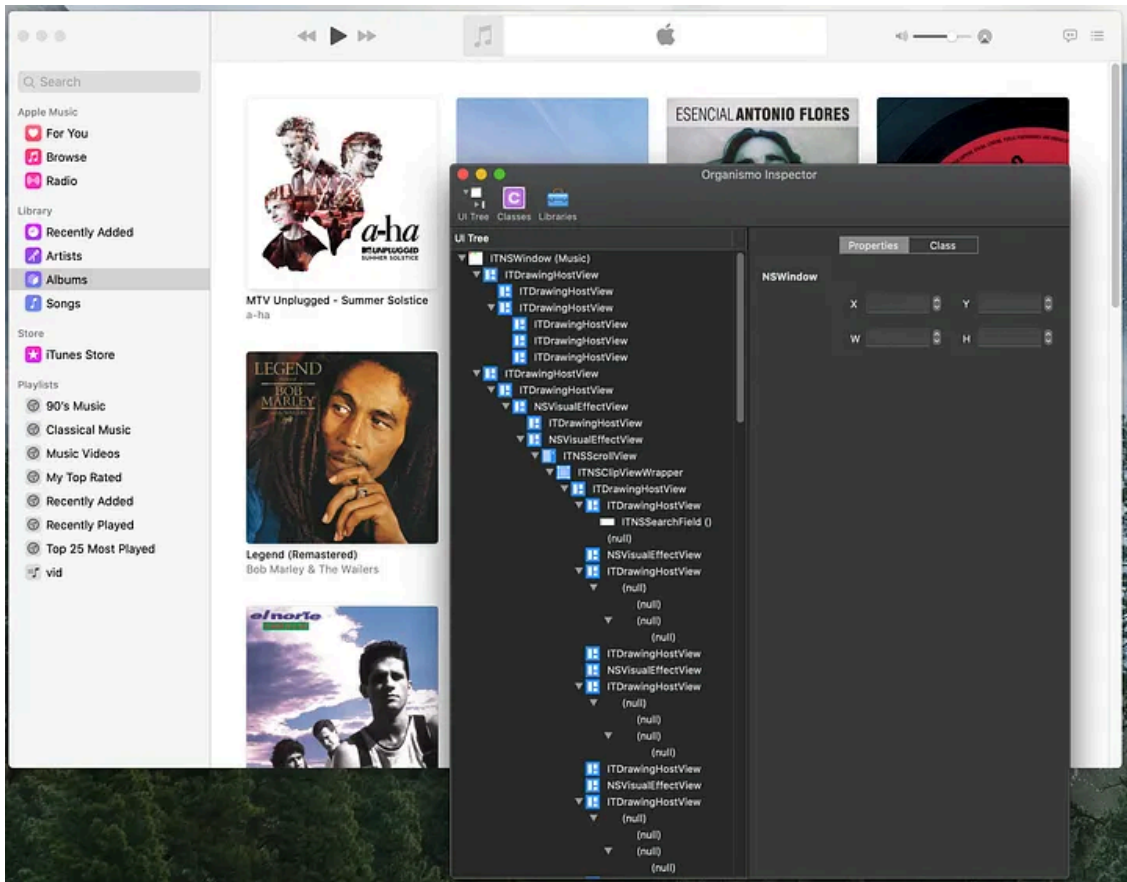 Search
Apple Music
For You
Browse
Radio
Library
Recently Added
Artists
Albums
Songs
Store
iTunes Store
Playlists
90's Music
Classical Music
Music Videos
My Top Rated
Recently Added
Recently Played
Top 25 Most Played
vid
a-ha
MTV UNPLUGGED
SUMMER SOLSTICE
MTV Unplugged - Summer Solstice
a-ha
LEGEND
BOB
MARLEY
Legend (Remastered)
Bob Marley & The Wailers
el norte
ESENCIAL ANTONIO FLORES
Organismo Inspector
UI Tree Classes Libraries
UI Tree
ITNSWindow (Music)
ITDrawingHostView
ITDrawingHostView
ITDrawingHostView
ITDrawingHostView
ITDrawingHostView
ITDrawingHostView
ITDrawingHostView
ITDrawingHostView
NSVisualEffectView
ITDrawingHostView
NSVisualEffectView
ITNSScrollView
ITNSClipViewWrapper
ITDrawingHostView
ITDrawingHostView
ITNSSearchField ()
(null)
NSVisualEffectView
ITDrawingHostView
(null)
(null)
(null)
(null)
ITDrawingHostView
NSVisualEffectView
ITDrawingHostView
(null)
(null)
(null)
(null)
ITDrawingHostView
NSVisualEffectView
ITDrawingHostView
(null)
(null)
(null)
(null)
Properties Class
NSWindow
X Y
W H